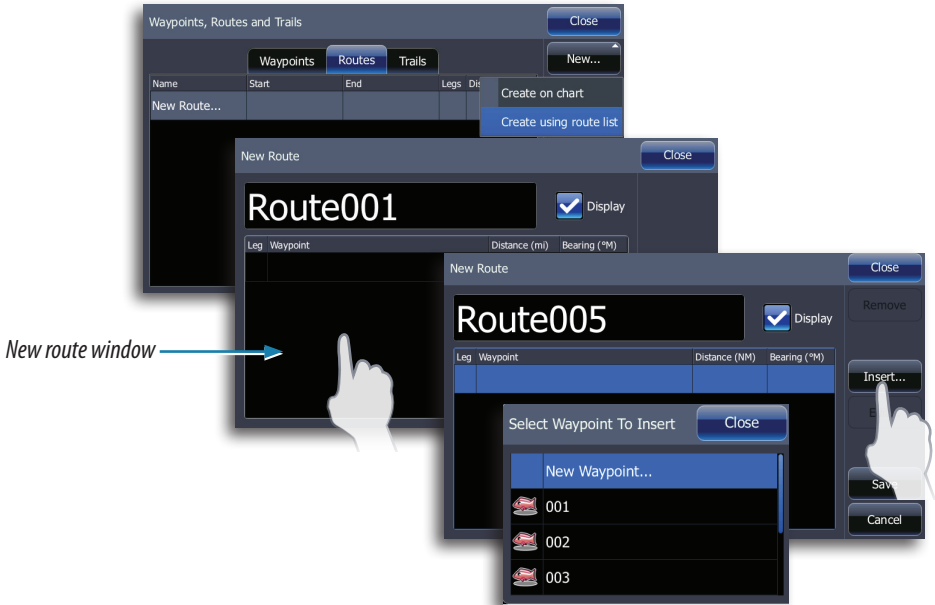 Waypoints, Routes and Trails
Close
Waypoints Routes Trails
New...
Name Start End Legs
New Route...
Create on chart
Create using route list
New Route
Close
Route001
Display
Leg Waypoint Distance (mi) Bearing (°M)
New route window
New Route
Close
Route005
Display
Remove
Leg Waypoint Distance (NM) Bearing (°M)
Insert...
Select Waypoint To Insert
Close
New Waypoint...
001
002
003
Save
Cancel